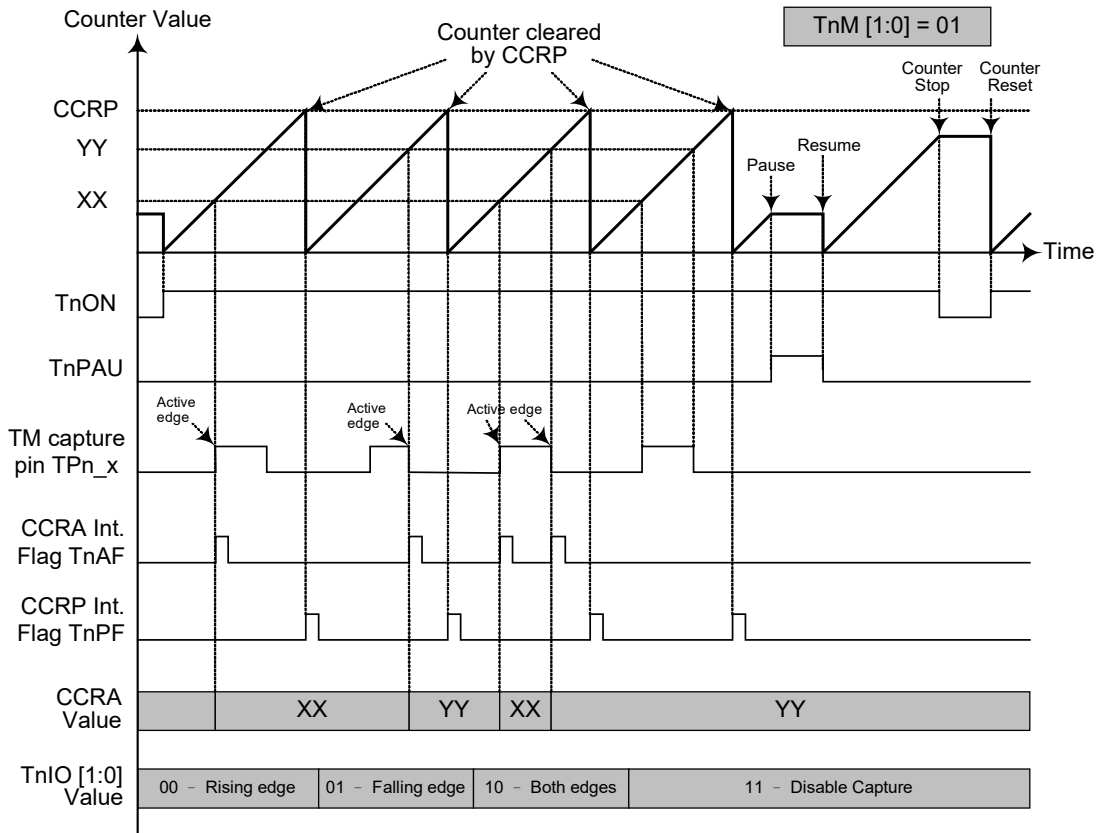 Counter Value
Counter cleared
by CCRP
TnM [1:0] = 01
Counter
Stop
Counter
Reset
CCRP
YY
XX
Pause
Resume
Time
TnON
TnPAU
Active
edge
Active
edge
Active edge
TM capture
pin TPn_x
CCRA Int.
Flag TnAF
CCRP Int.
Flag TnPF
CCRA
Value
XX
YY
XX
YY
TnIO [1:0]
Value
00 – Rising edge
01 – Falling edge
10 – Both edges
11 – Disable Capture